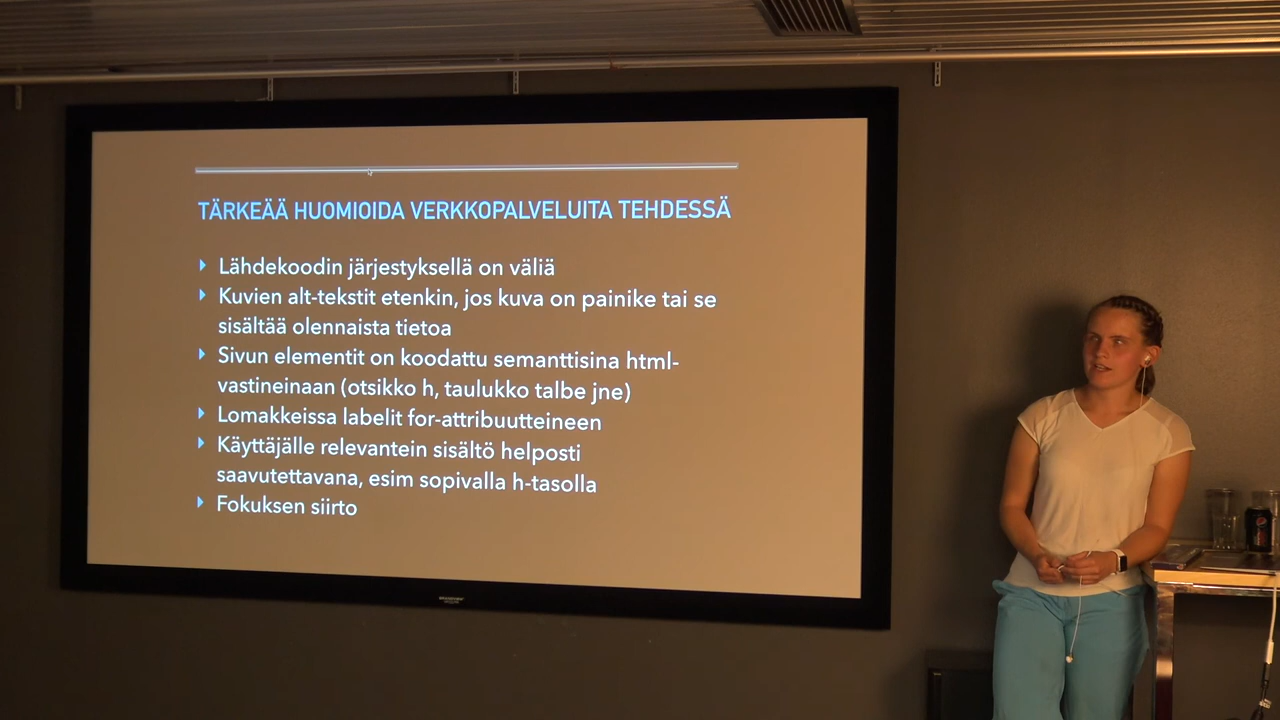 TÄRKEÄÄ HUOMIOIDA VERKKOPALVELUITA TEHDESSÄ
Lähdekoodin järjestyksellä on väliä
Kuvien alt-tekstit etenkin, jos kuva on painike tai se
sisältää olennaista tietoa
Sivun elementit on koodattu semanttisina html-
vastineinaan (otsikko h, taulukko talbe jne)
Lomakkeissa labelit for-attribuutteineen
Käyttäjälle relevantein sisältö helposti
saavutettavana, esim sopivalla h-tasolla
Fokuksen siirto